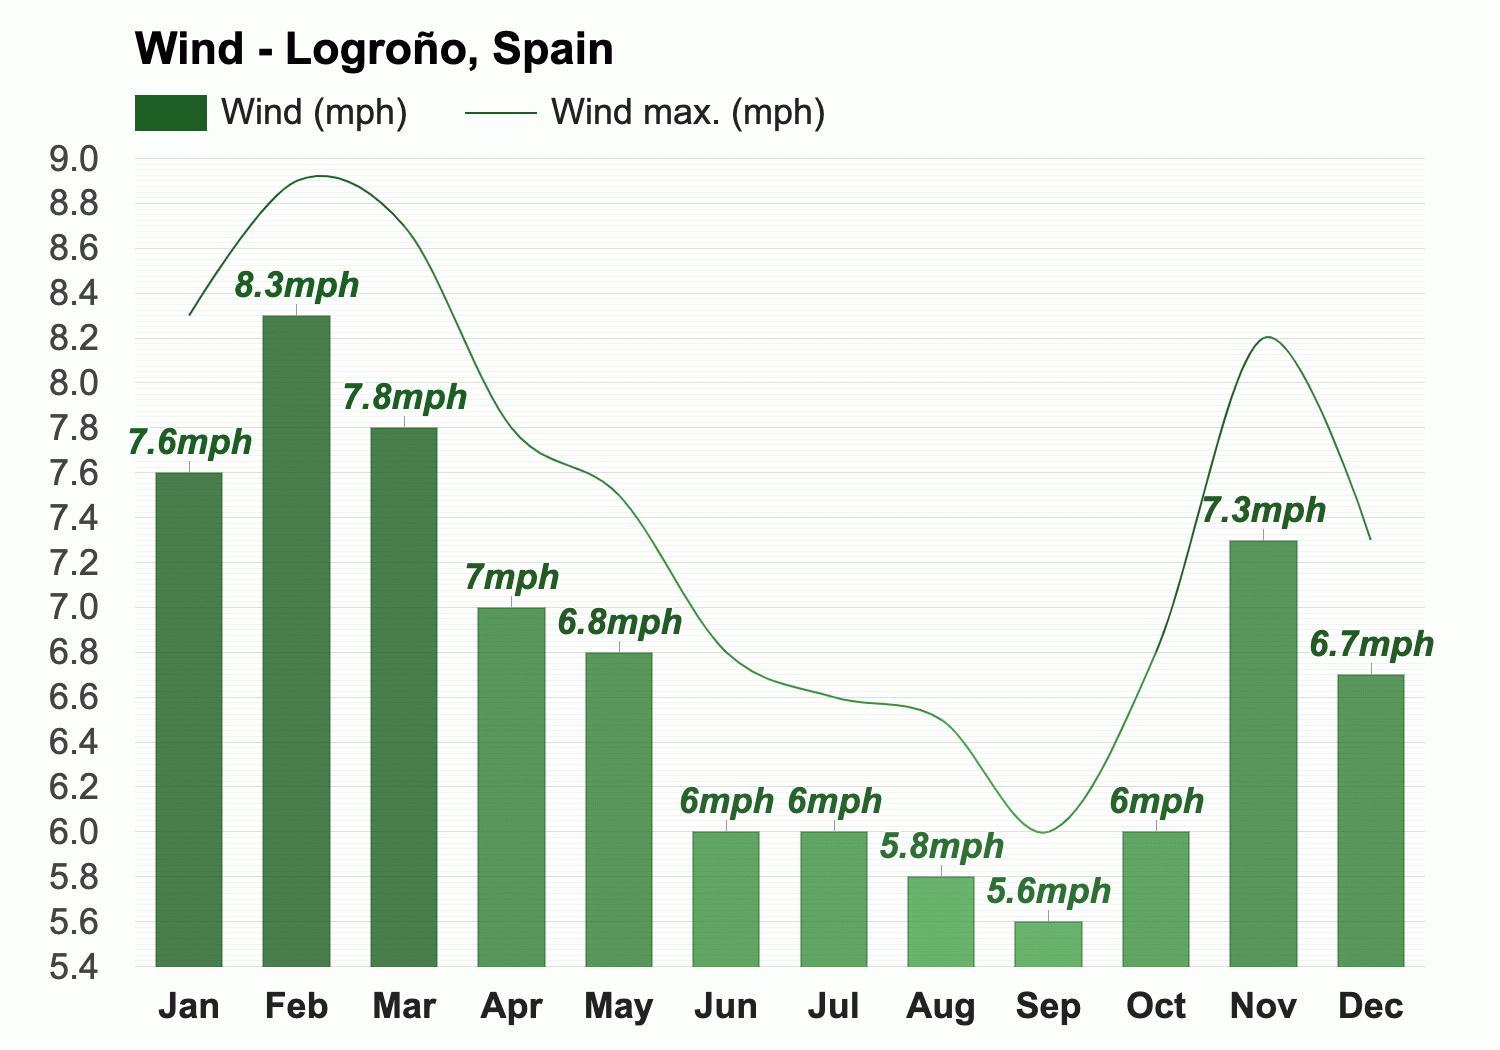 Wind - Logroño, Spain
Wind (mph) Wind max. (mph)
9.0
8.8
8.6
8.4
8.2
8.0
7.8
7.6
7.4
7.2
7.0
6.8
6.6
6.4
6.2
6.0
5.8
5.6
5.4
7.6mph
8.3mph
7.8mph
7mph
6.8mph
6mph
6mph
5.8mph
5.6mph
6mph
7.3mph
6.7mph
Jan Feb Mar Apr May Jun Jul Aug Sep Oct Nov Dec